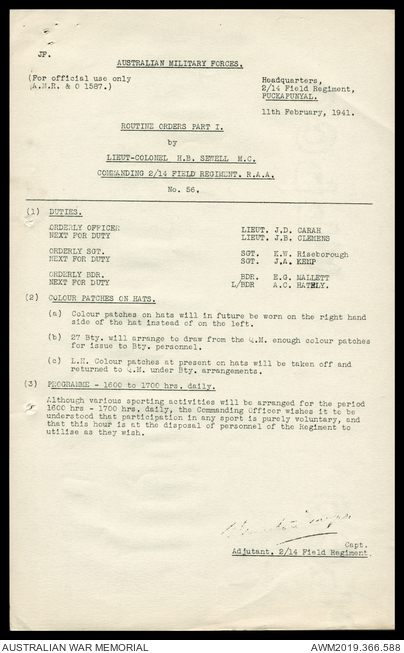 JP.
AUSTRALIAN MILITARY FORCES.
(For official use only
A.M.R. & O 1587.)
Headquarters,
2/14 Field Regiment,
PUCKAPUNYAL.
11th February, 1941.
ROUTINE ORDERS PART I.
by
LIEUT-COLONEL H.B. SEWELL M.C.
COMMANDING 2/14 FIELD REGIMENT. R.A.A.
No. 56.
(1) DUTIES.
ORDERLY OFFICER LIEUT. J.D. CARAH
NEXT FOR DUTY LIEUT. J.B. CLEMENS
ORDERLY SGT. SGT. K.W. Riseborough
NEXT FOR DUTY SGT. J.A. KEMP
ORDERLY BDR. BDR. E.G. MALLETT
NEXT FOR DUTY L/BDR A.C. HATELY.
(2) COLOUR PATCHES ON HATS.
(a) Colour patches on hats will in future be worn on the right hand
side of the hat instead of on the left.
(b) 27 Bty. will arrange to draw from the Q.M. enough colour patches
for issue to Bty. personnel.
(c) L.H. Colour patches at present on hats will be taken off and
returned to Q.M. under Bty. arrangements.
(3) PROGRAMME - 1600 to 1700 hrs. daily.
Although various sporting activities will be arranged for the period
1600 hrs - 1700 hrs. daily, the Commanding Officer wishes it to be
understood that participation in any sport is purely voluntary, and
that this hour is at the disposal of personnel of the Regiment to
utilise as they wish.
Capt.
Adjutant, 2/14 Field Regiment.
AUSTRALIAN WAR MEMORIAL
AWM2019.366.588